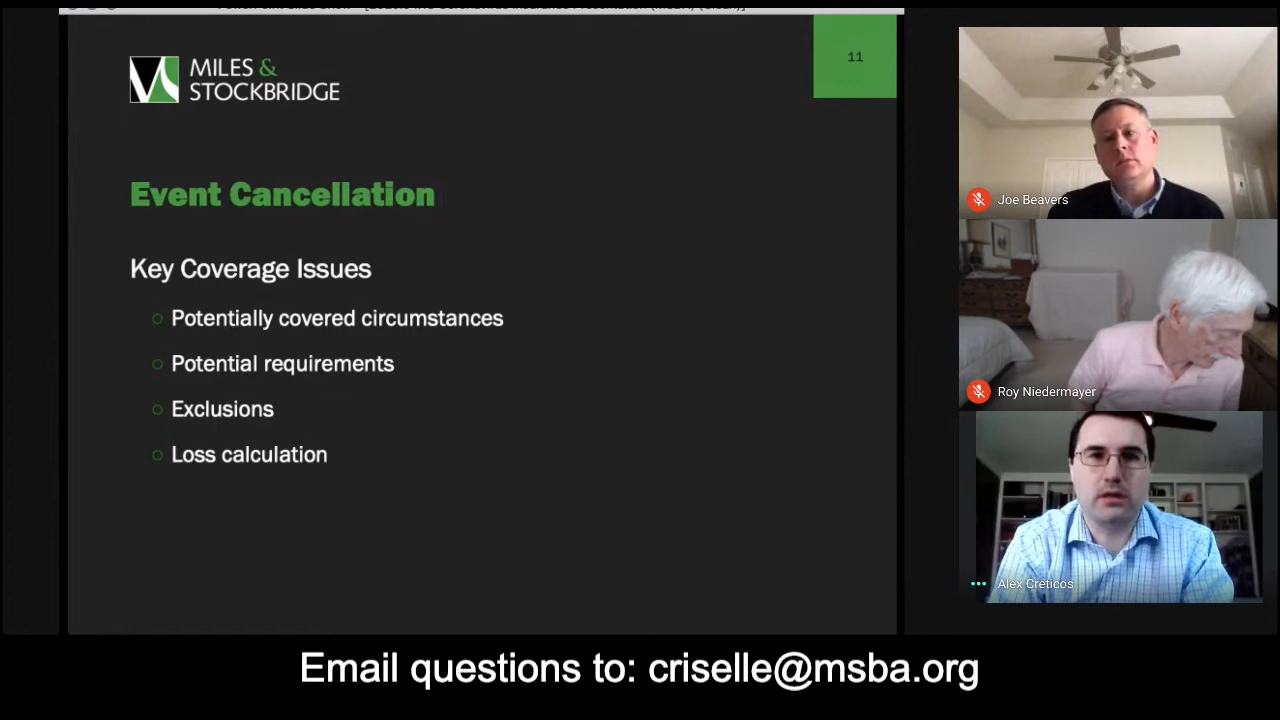 MILES &
STOCKBRIDGE
11
Event Cancellation
Key Coverage Issues
Potentially covered circumstances
Potential requirements
Exclusions
Loss calculation
Joe Beavers
Roy Niedermayer
Alex Creticos
Email questions to: criselle@msba.org